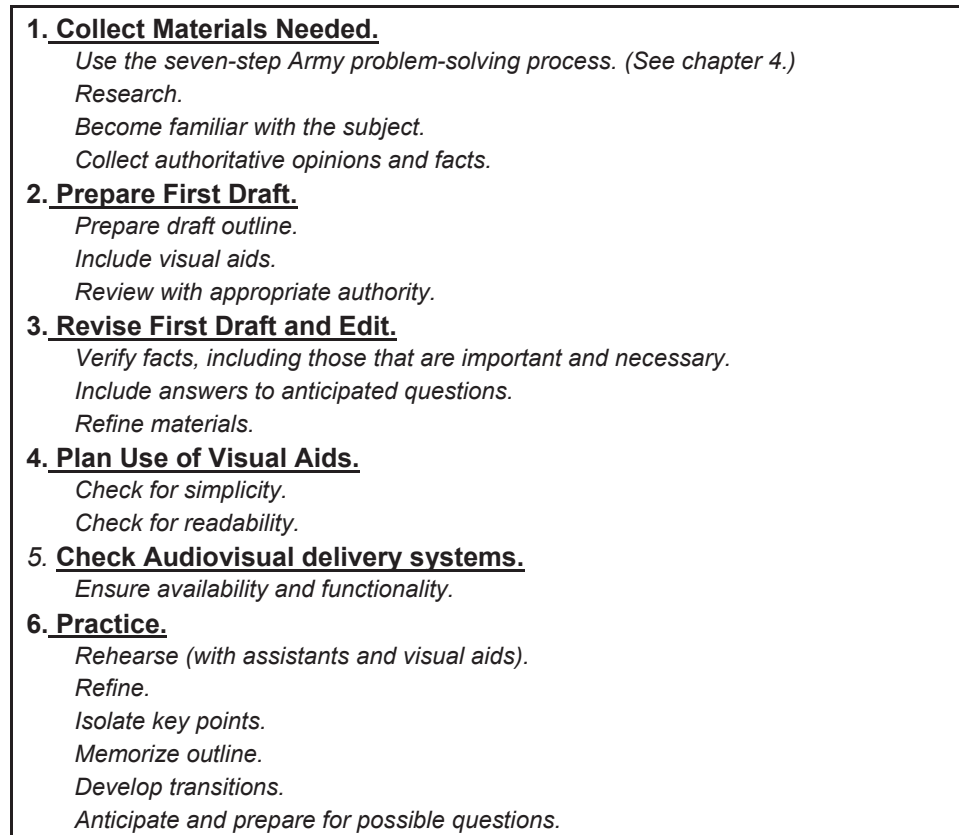 1. Collect Materials Needed.
Use the seven-step Army problem-solving process. (See chapter 4.)
Research.
Become familiar with the subject.
Collect authoritative opinions and facts.
2. Prepare First Draft.
Prepare draft outline.
Include visual aids.
Review with appropriate authority.
3. Revise First Draft and Edit.
Verify facts, including those that are important and necessary.
Include answers to anticipated questions.
Refine materials.
4. Plan Use of Visual Aids.
Check for simplicity.
Check for readability.
5. Check Audiovisual delivery systems.
Ensure availability and functionality.
6. Practice.
Rehearse (with assistants and visual aids).
Refine.
Isolate key points.
Memorize outline.
Develop transitions.
Anticipate and prepare for possible questions.